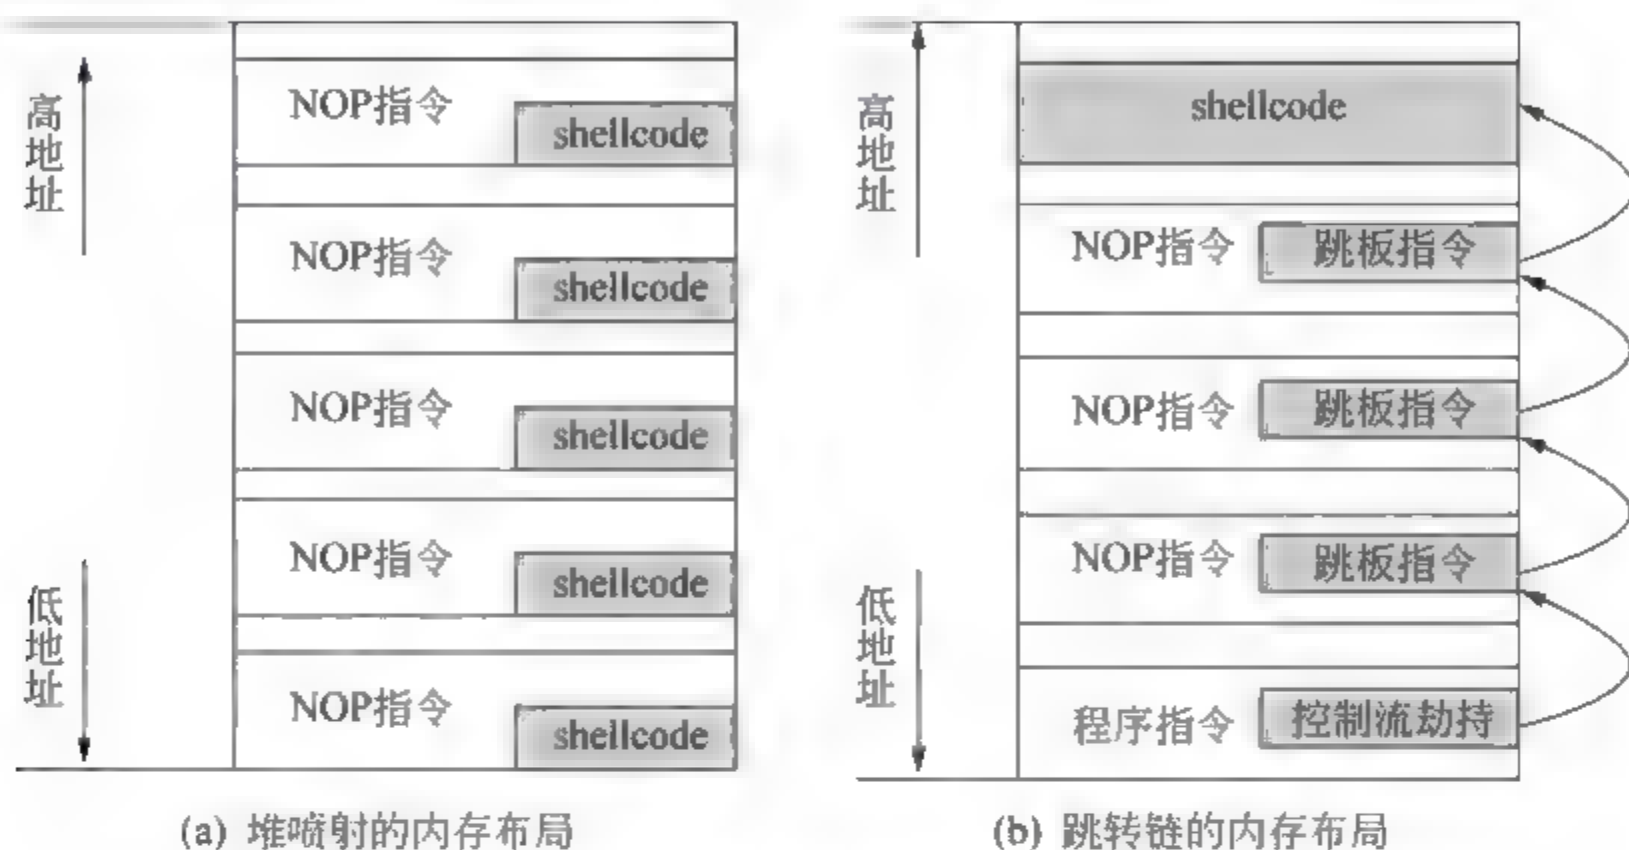 高地址
NOP指令
shellcode
NOP指令
shellcode
NOP指令
shellcode
低地址
NOP指令
shellcode
NOP指令
shellcode
(a) 堆喷射的内存布局
高地址
shellcode
NOP指令
跳板指令
NOP指令
跳板指令
低地址
NOP指令
跳板指令
程序指令
控制流劫持
(b) 跳转链的内存布局